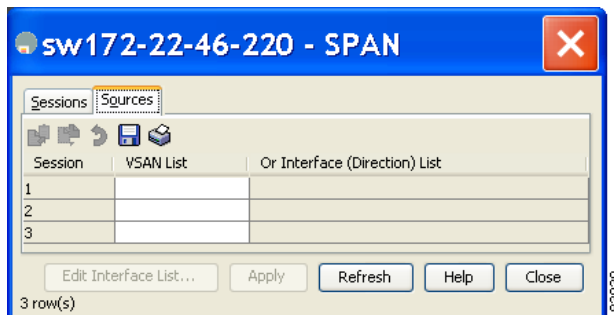 sw172-22-46-220 - SPAN
Sessions Sources
Session VSAN List Or Interface (Direction) List
1
2
3
Edit Interface List... Apply Refresh Help Close
3 row(s)